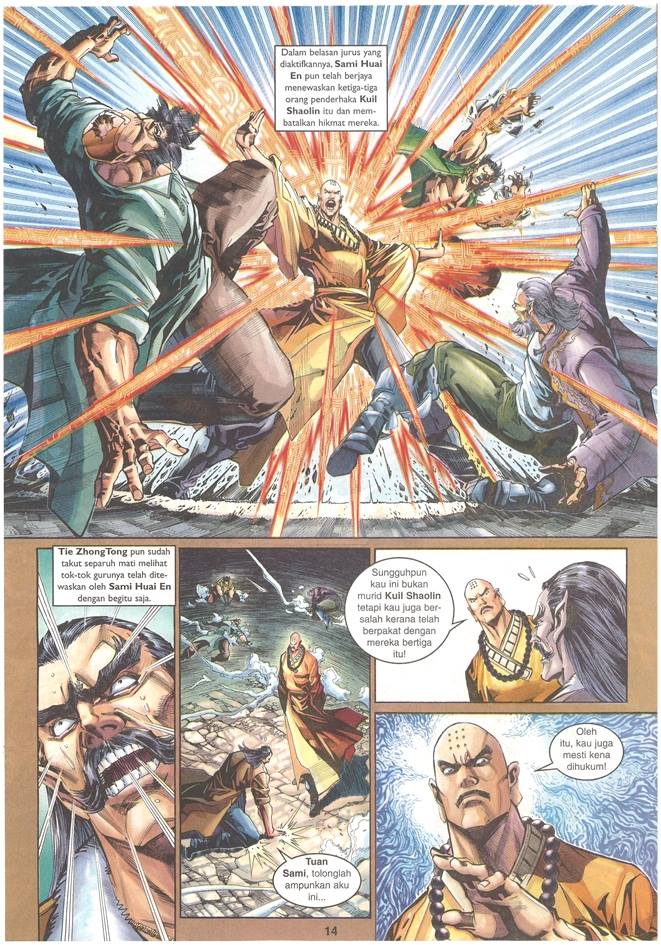 Dalam belasan jurus yang
diaktifkannya, Sami Huai
En pun telah berjaya
menewaskan ketiga-tiga
orang penderhaka Kuil
Shaolin itu dan mem-
batalkan hikmat mereka.
Tie ZhongTong pun sudah
takut separuh mati melihat
tok-tok gurunya telah dite-
waskan oleh Sami Huai En
dengan begitu saja.
Tuan
Sami, tolonglah
ampunkan aku
ini...
Sungguhpun
kau ini bukan
murid Kuil Shaolin
tetapi kau juga ber-
salah kerana telah
berpakat dengan
mereka bertiga
itu!
Oleh
itu, kau juga
mesti kena
dihukum!
14